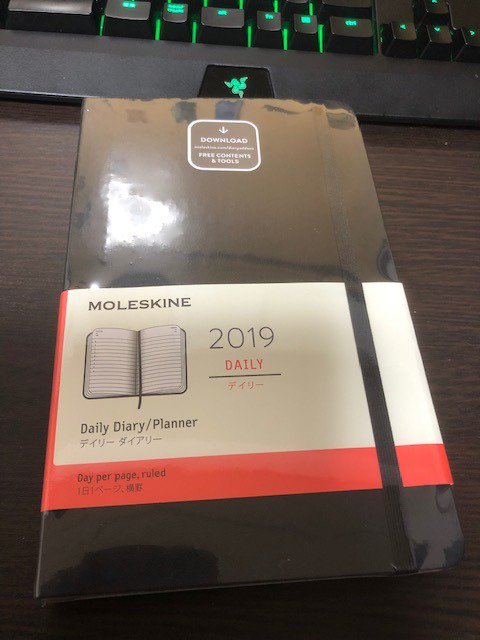 DOWNLOAD
FREE CONTENTS
& TOOLS
MOLESKINE
2019
DAILY
デイリー
Daily Diary/Planner
デイリー ダイアリー
Day per page, ruled
1日1ページ、横罫